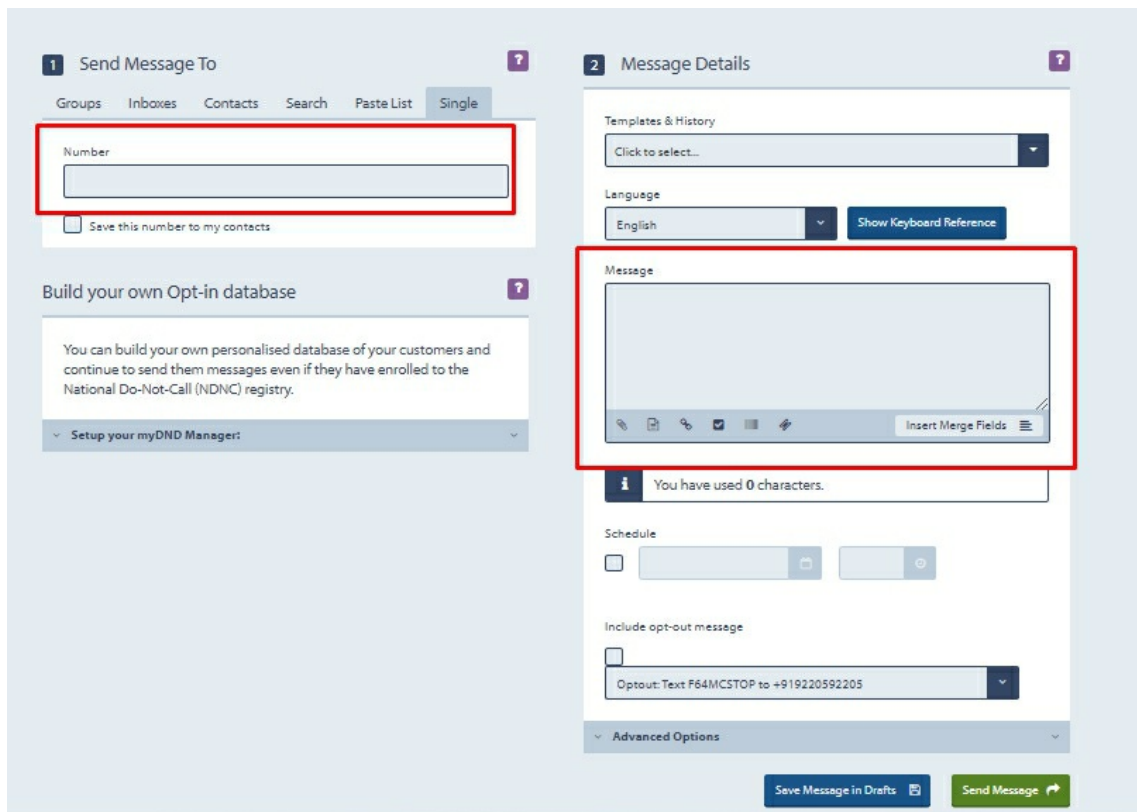 1 Send Message To ?
Groups Inboxes Contacts Search Paste List Single
Number
Save this number to my contacts
Build your own Opt-in database ?
You can build your own personalised database of your customers and
continue to send them messages even if they have enrolled to the
National Do-Not-Call (NDNC) registry.
Setup your myDND Manager:
2 Message Details ?
Templates & History
Click to select...
Language
English Show Keyboard Reference
Message
Insert Merge Fields
i You have used 0 characters.
Schedule
Include opt-out message
Optout: Text F64MCSTOP to +919220592205
Advanced Options
Save Message in Drafts Send Message